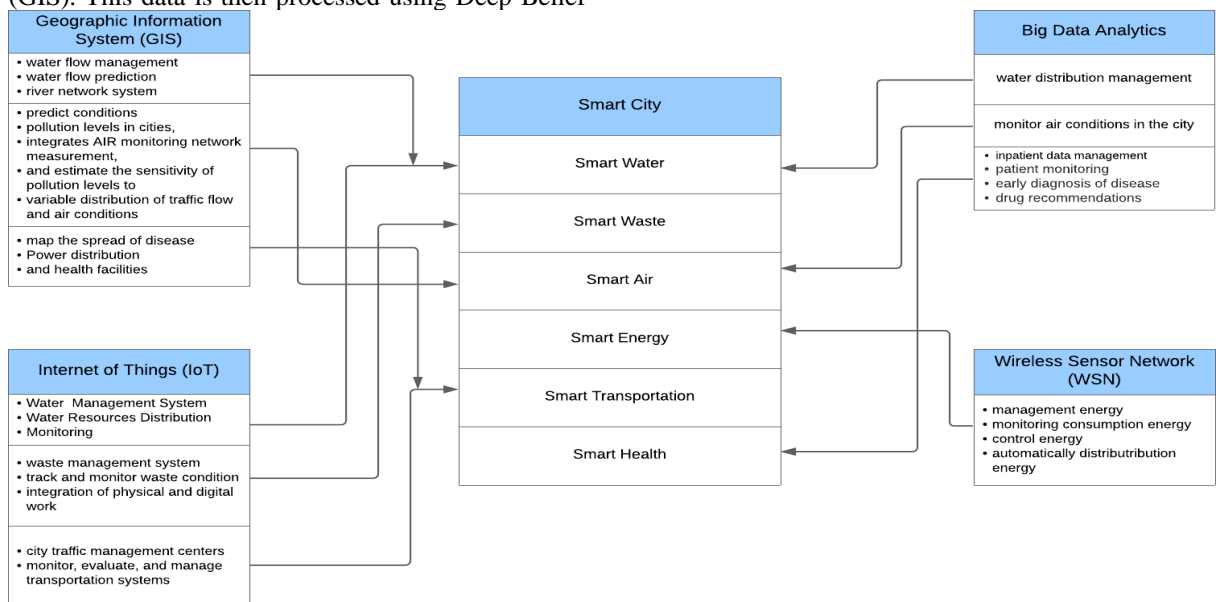 (GIS). This data is then processed using Deep Belief
Geographic Information
System (GIS)
• water flow management
• water flow prediction
• river network system
• predict conditions
• pollution levels in cities,
• integrates AIR monitoring network
measurement,
• and estimate the sensitivity of
pollution levels to
• variable distribution of traffic flow
and air conditions
• map the spread of disease
• Power distribution
• and health facilities
Internet of Things (IoT)
• Water Management System
• Water Resources Distribution
• Monitoring
• waste management system
• track and monitor waste condition
• integration of physical and digital
work
• city traffic management centers
• monitor, evaluate, and manage
transportation systems
Smart City
Smart Water
Smart Waste
Smart Air
Smart Energy
Smart Transportation
Smart Health
Big Data Analytics
water distribution management
monitor air conditions in the city
• inpatient data management
• patient monitoring
• early diagnosis of disease
• drug recommendations
Wireless Sensor Network
(WSN)
• management energy
• monitoring consumption energy
• control energy
• automatically distributribution
energy